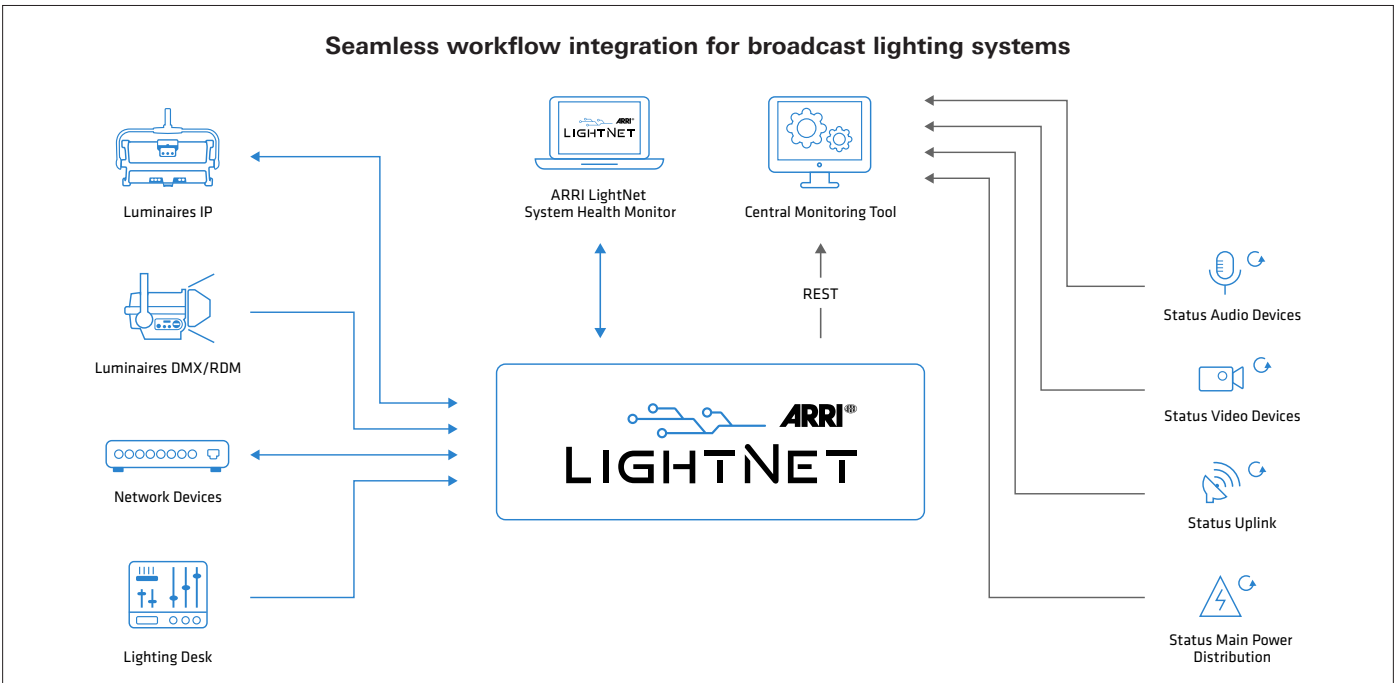 Seamless workflow integration for broadcast lighting systems
ARRI
LIGHTNET
Luminaires IP
ARRI LightNet
System Health Monitor
Central Monitoring Tool
REST
Luminaires DMX/RDM
Network Devices
Lighting Desk
ARRI
LIGHTNET
Status Audio Devices
Status Video Devices
Status Uplink
Status Main Power
Distribution